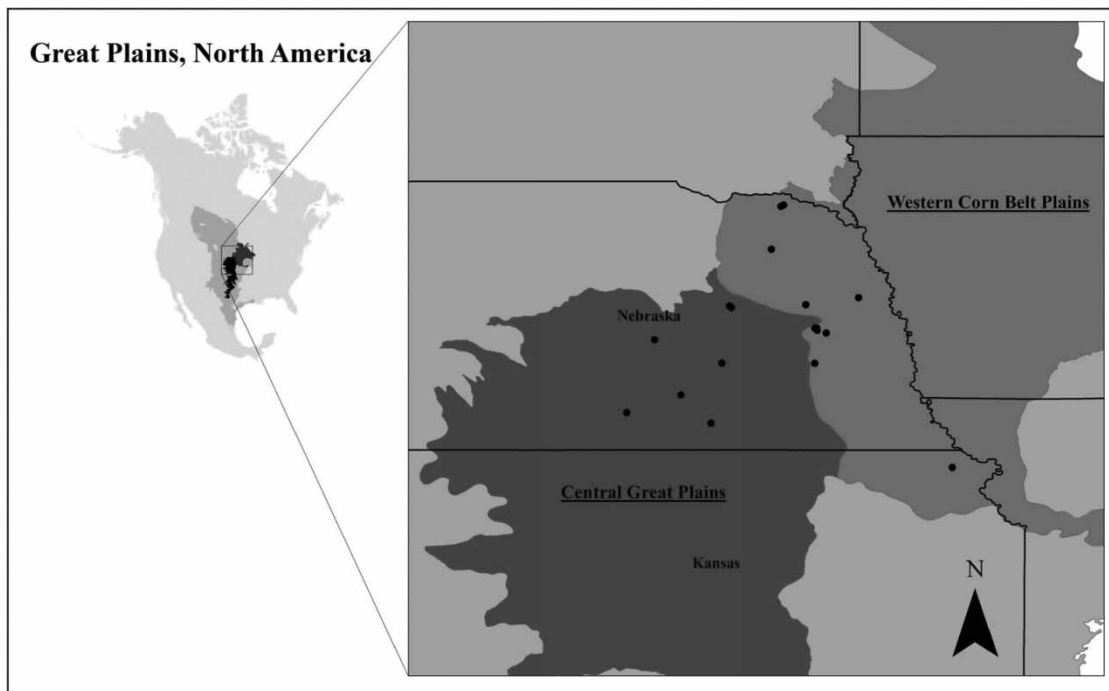 Great Plains, North America
Western Corn Belt Plains
Nebraska
Central Great Plains
Kansas
N